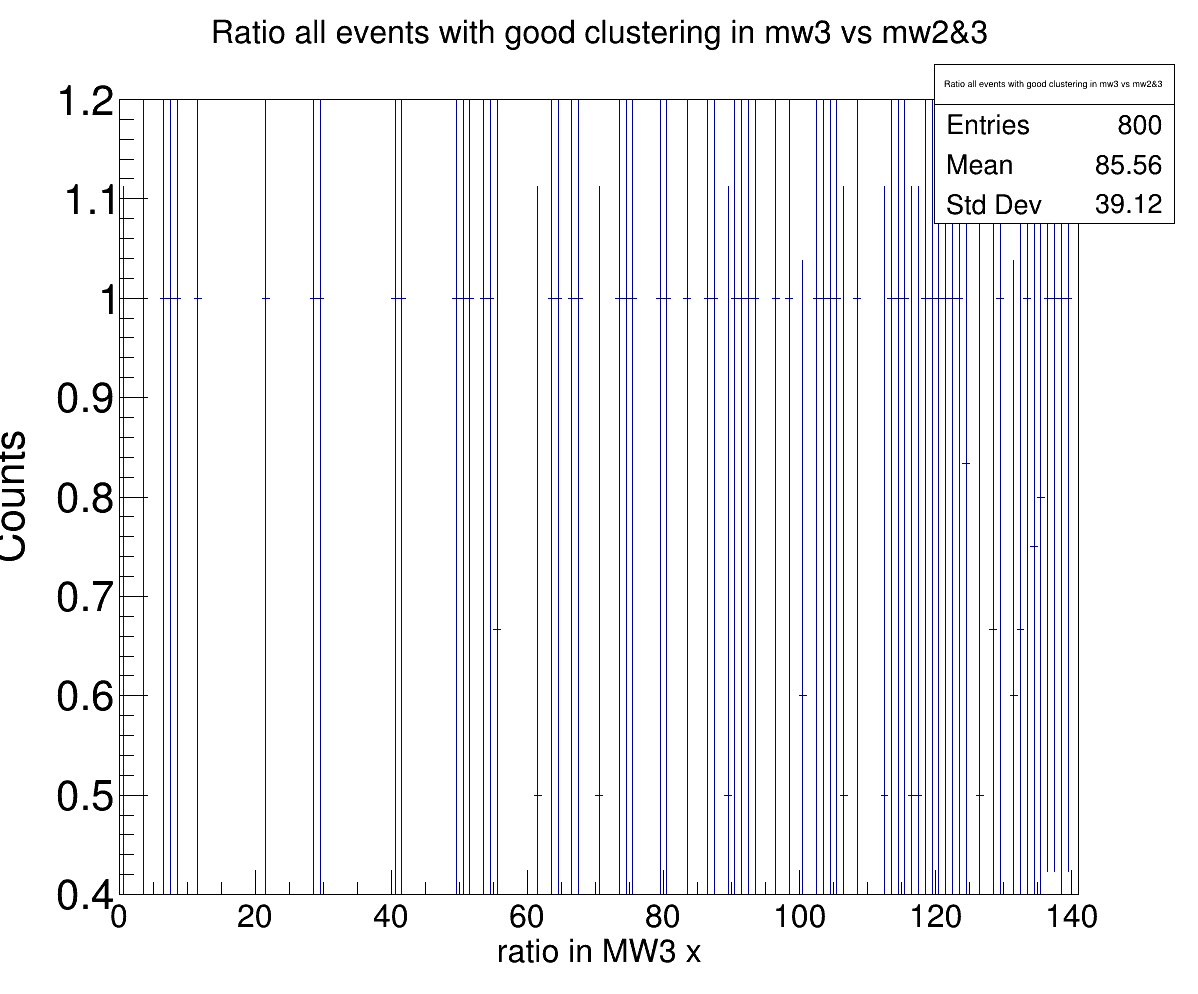 Ratio all events with good clustering in mw3 vs mw2&3
Ratio all events with good clustering in mw3 vs mw2&3
Entries 800
Mean 85.56
Std Dev 39.12
1.2
1.1
1
0.9
0.8
0.7
0.6
0.5
0.4
Counts
0 20 40 60 80 100 120 140
ratio in MW3 x